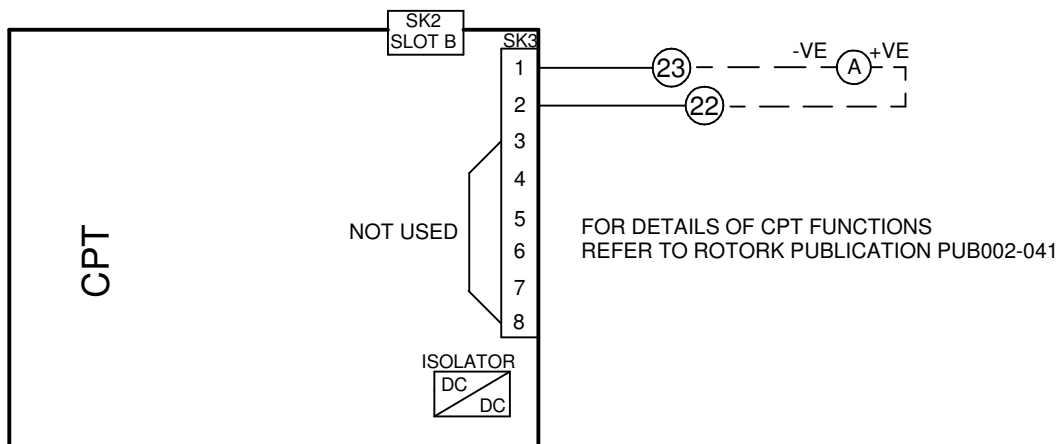 SK2
SLOT B
SK3
1
23
-VE
A
+VE
2
22
3
4
NOT USED
5
6
7
8
FOR DETAILS OF CPT FUNCTIONS
REFER TO ROTORK PUBLICATION PUB002-041
CPT
ISOLATOR
DC
DC